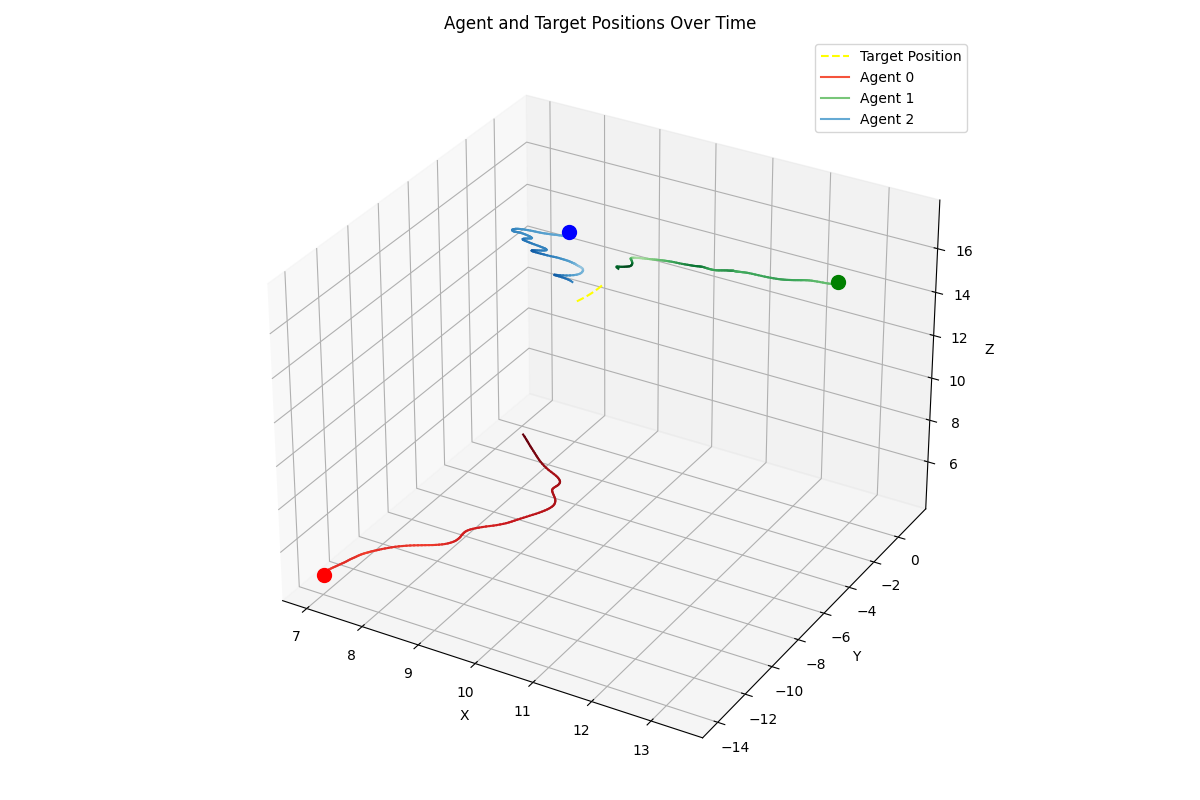 Agent and Target Positions Over Time
Target Position
Agent 0
Agent 1
Agent 2
16
14
12
10
8
6
Z
0
−2
−4
−6
−8
−10
−12
−14
Y
7
8
9
10
11
12
13
X